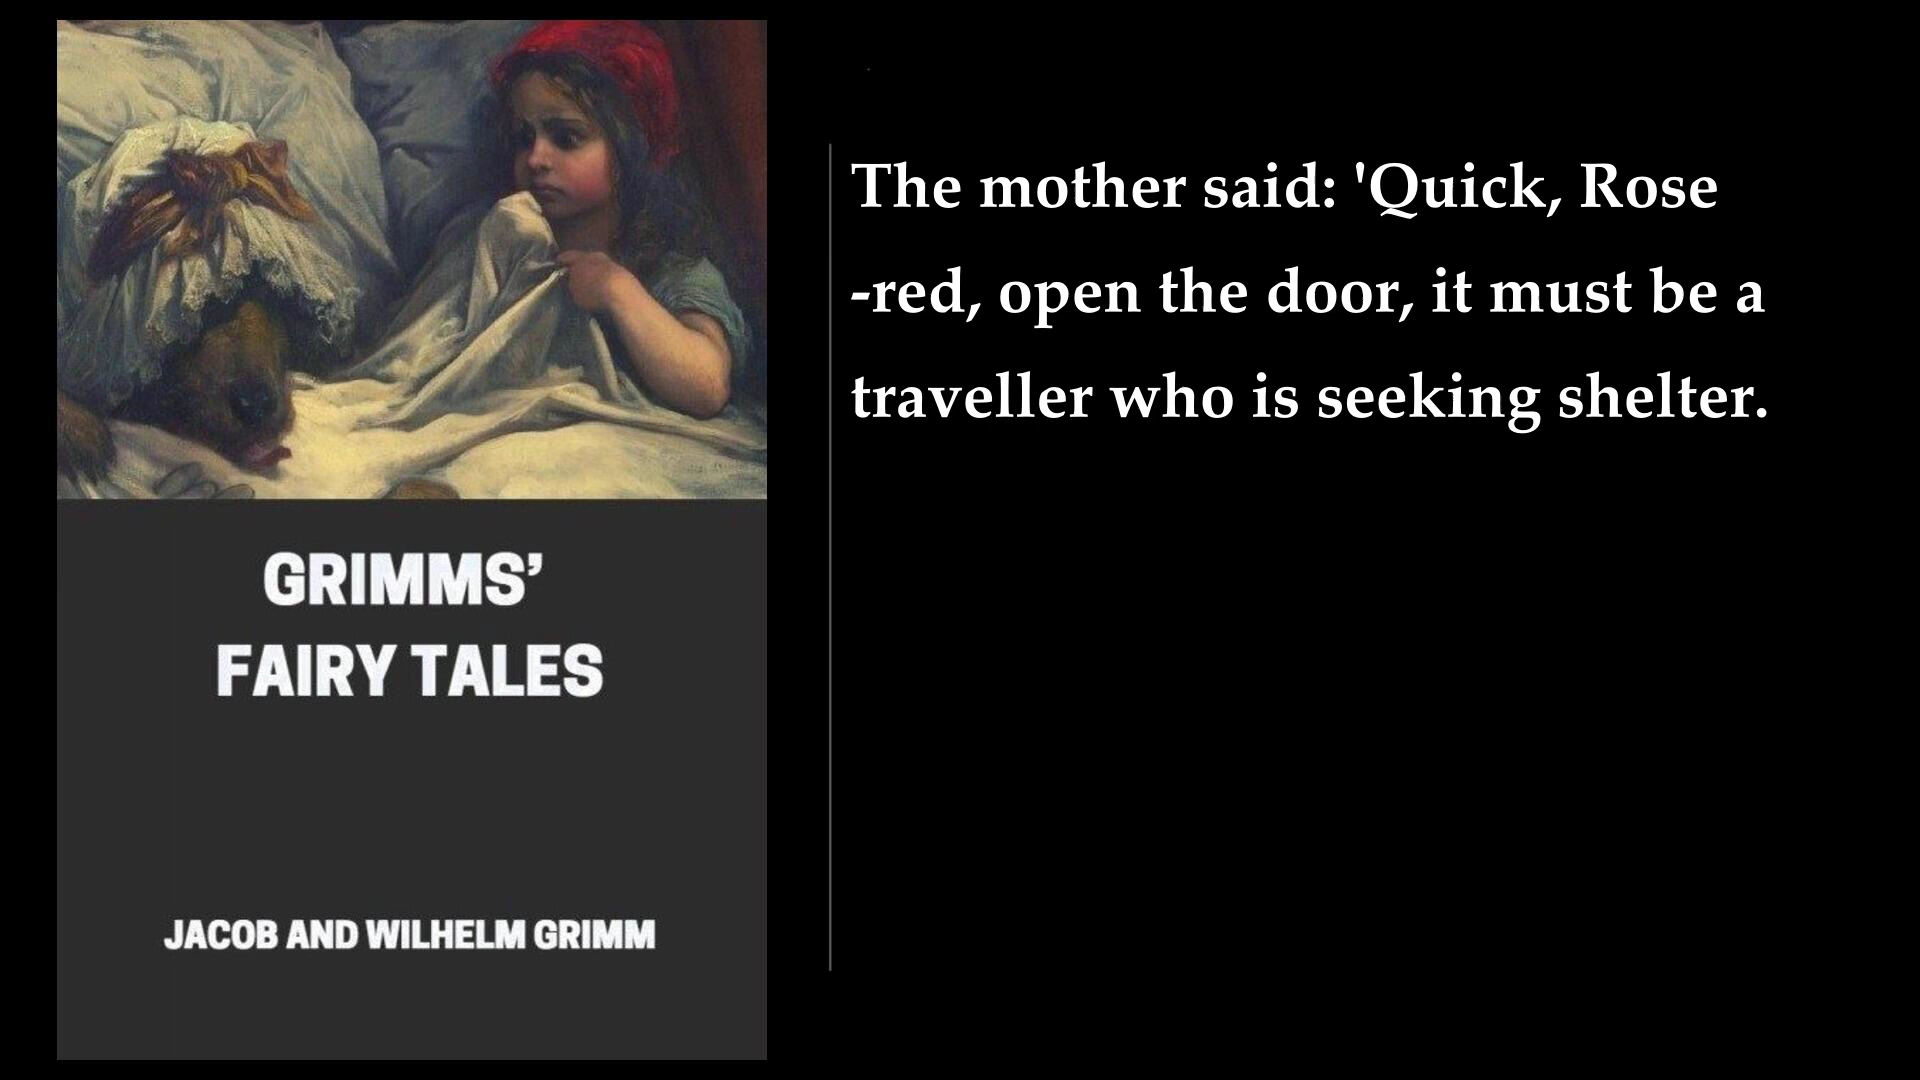 GRIMMS’
FAIRY TALES
JACOB AND WILHELM GRIMM
The mother said: 'Quick, Rose
-red, open the door, it must be a
traveller who is seeking shelter.